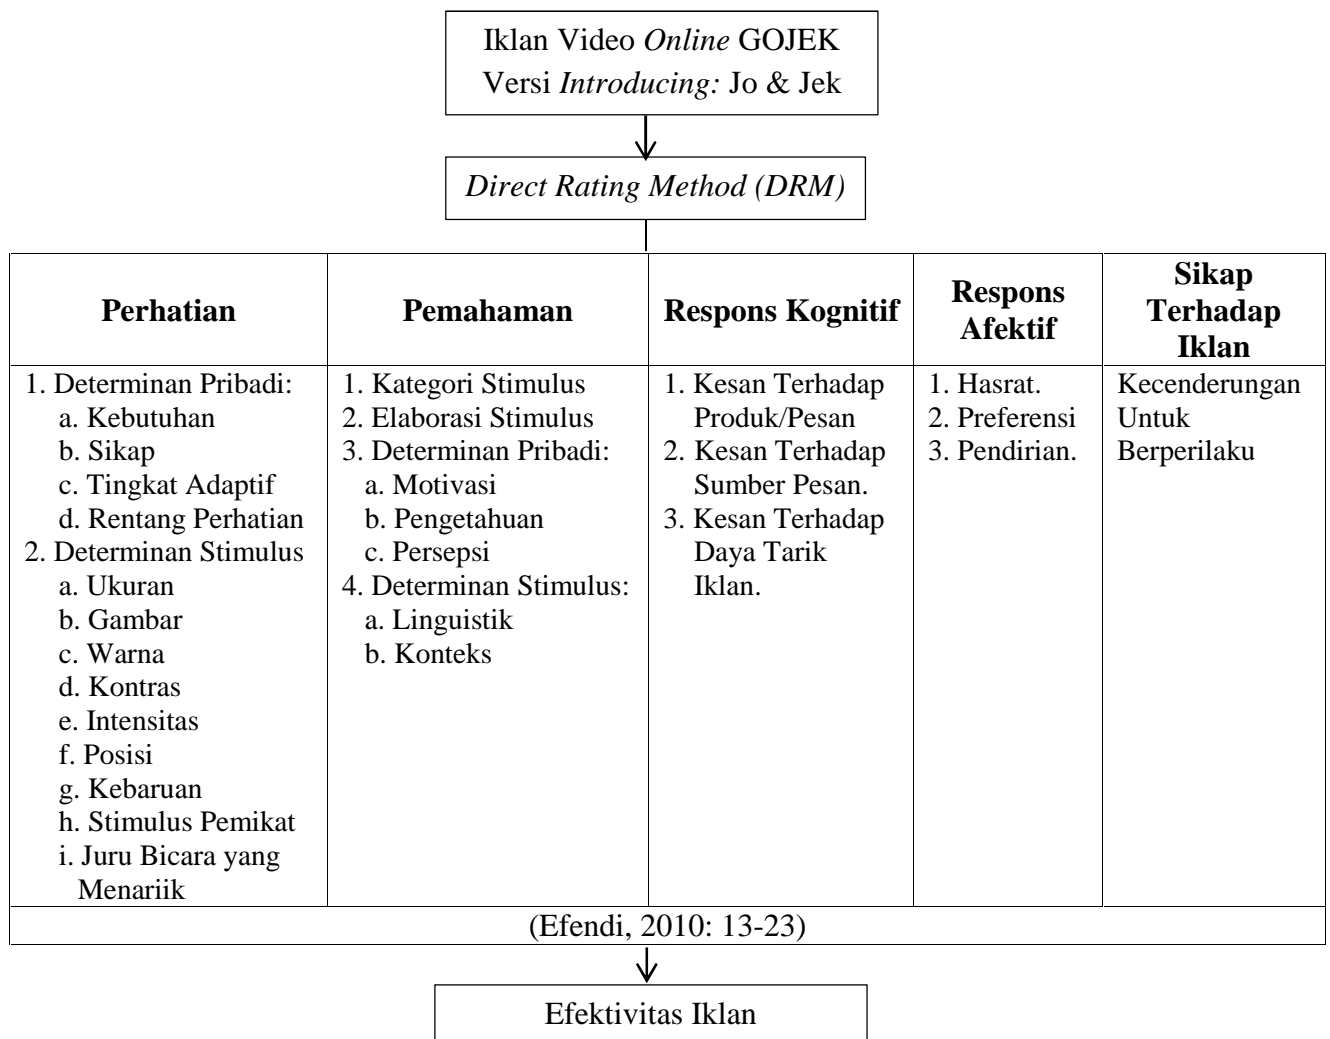 Iklan Video Online GOJEK
Versi Introducing: Jo & Jek
Direct Rating Method (DRM)
Perhatian
Pemahaman
Respons Kognitif
Respons
Afektif
Sikap
Terhadap
Iklan
1. Determinan Pribadi:
a. Kebutuhan
b. Sikap
c. Tingkat Adaptif
d. Rentang Perhatian
2. Determinan Stimulus
a. Ukuran
b. Gambar
c. Warna
d. Kontras
e. Intensitas
f. Posisi
g. Kebaruan
h. Stimulus Pemikat
i. Juru Bicara yang
Menariik
1. Kategori Stimulus
2. Elaborasi Stimulus
3. Determinan Pribadi:
a. Motivasi
b. Pengetahuan
c. Persepsi
4. Determinan Stimulus:
a. Linguistik
b. Konteks
1. Kesan Terhadap
Produk/Pesan
2. Kesan Terhadap
Sumber Pesan.
3. Kesan Terhadap
Daya Tarik
Iklan.
1. Hasrat.
2. Preferensi
3. Pendirian.
Kecenderungan
Untuk
Berperilaku
(Efendi, 2010: 13-23)
Efektivitas Iklan